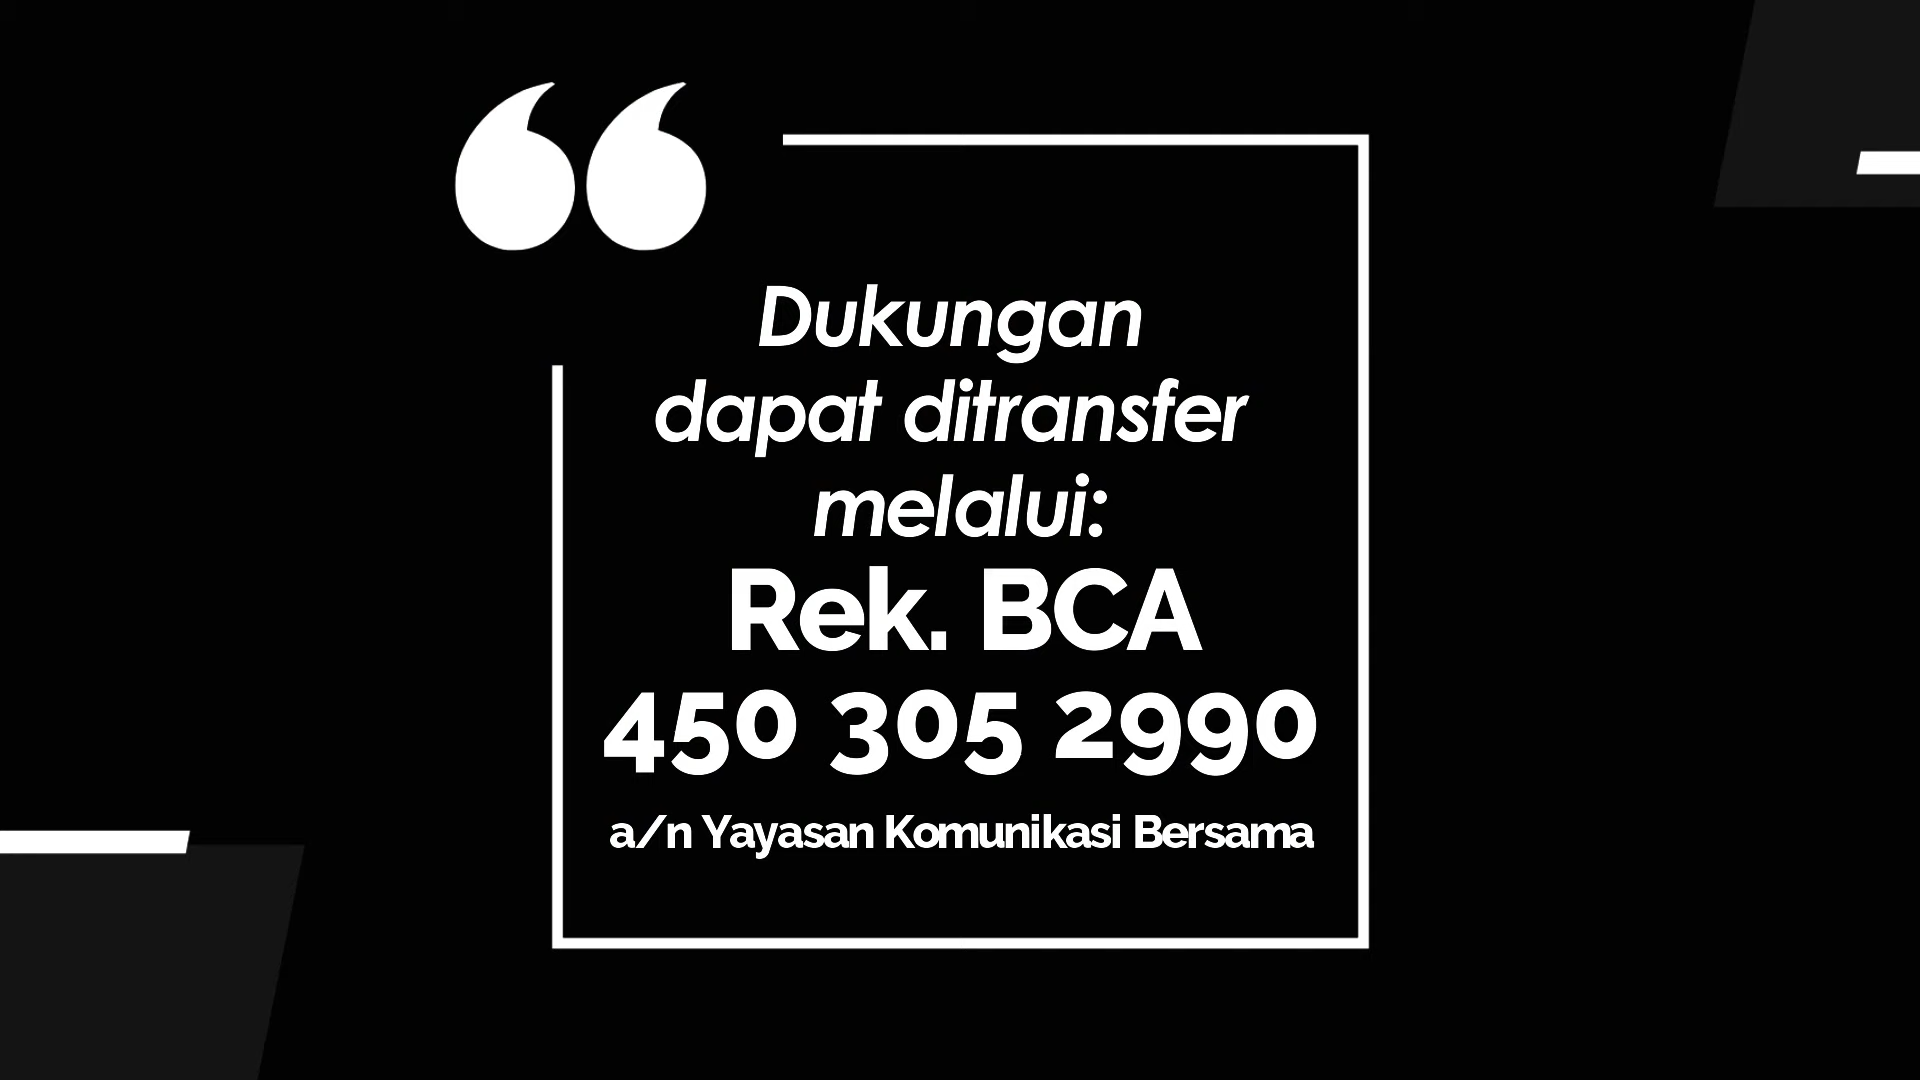 Dukungan
dapat ditransfer
melalui:
Rek. BCA
450 305 2990
a/n Yayasan Komunikasi Bersama